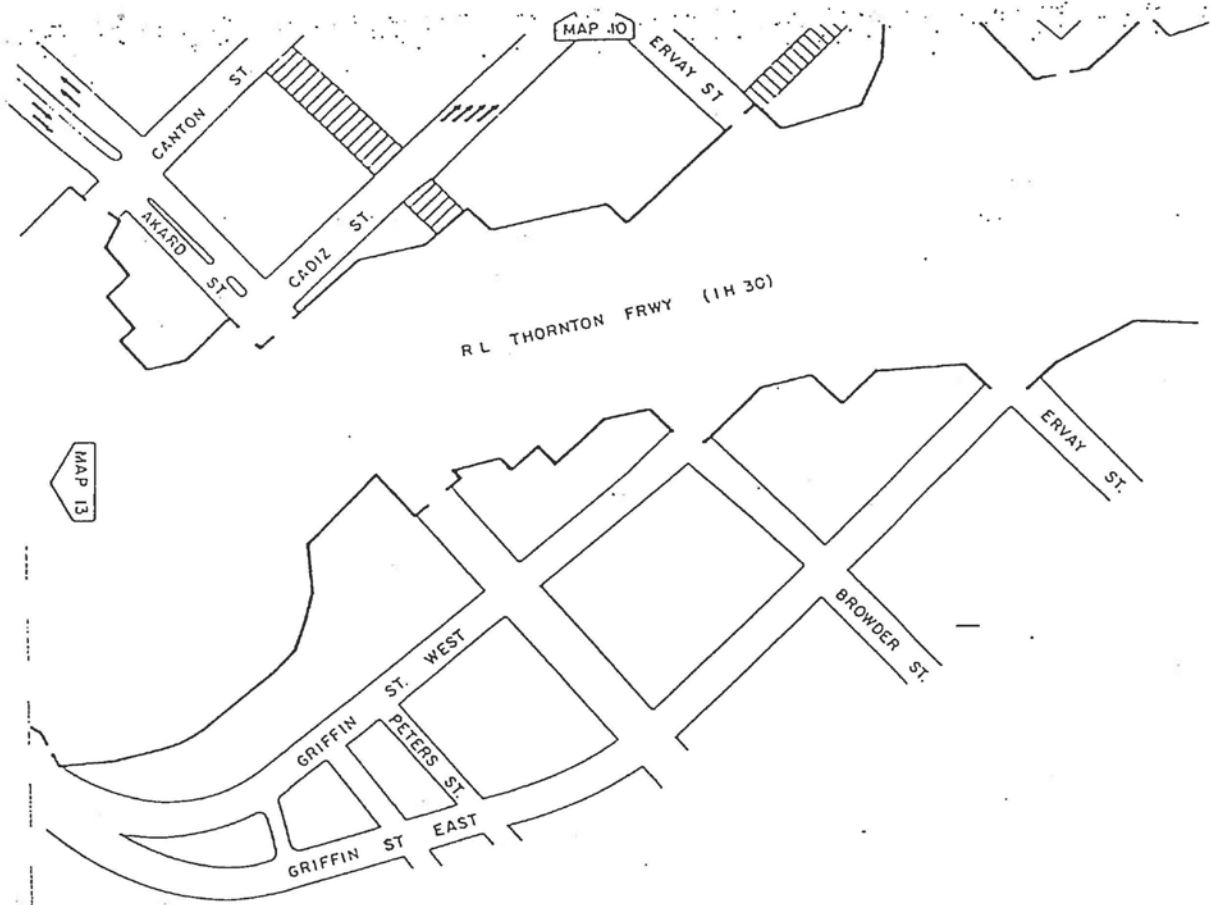 MAP 10
ERVAY ST
CANTON ST.
AKARD ST.
CADIZ ST.
R L THORNTON FRWY (IH 30)
MAP 13
ERVAY ST.
BROWDER ST.
GRIFFIN ST. WEST
PETERS ST.
GRIFFIN ST EAST